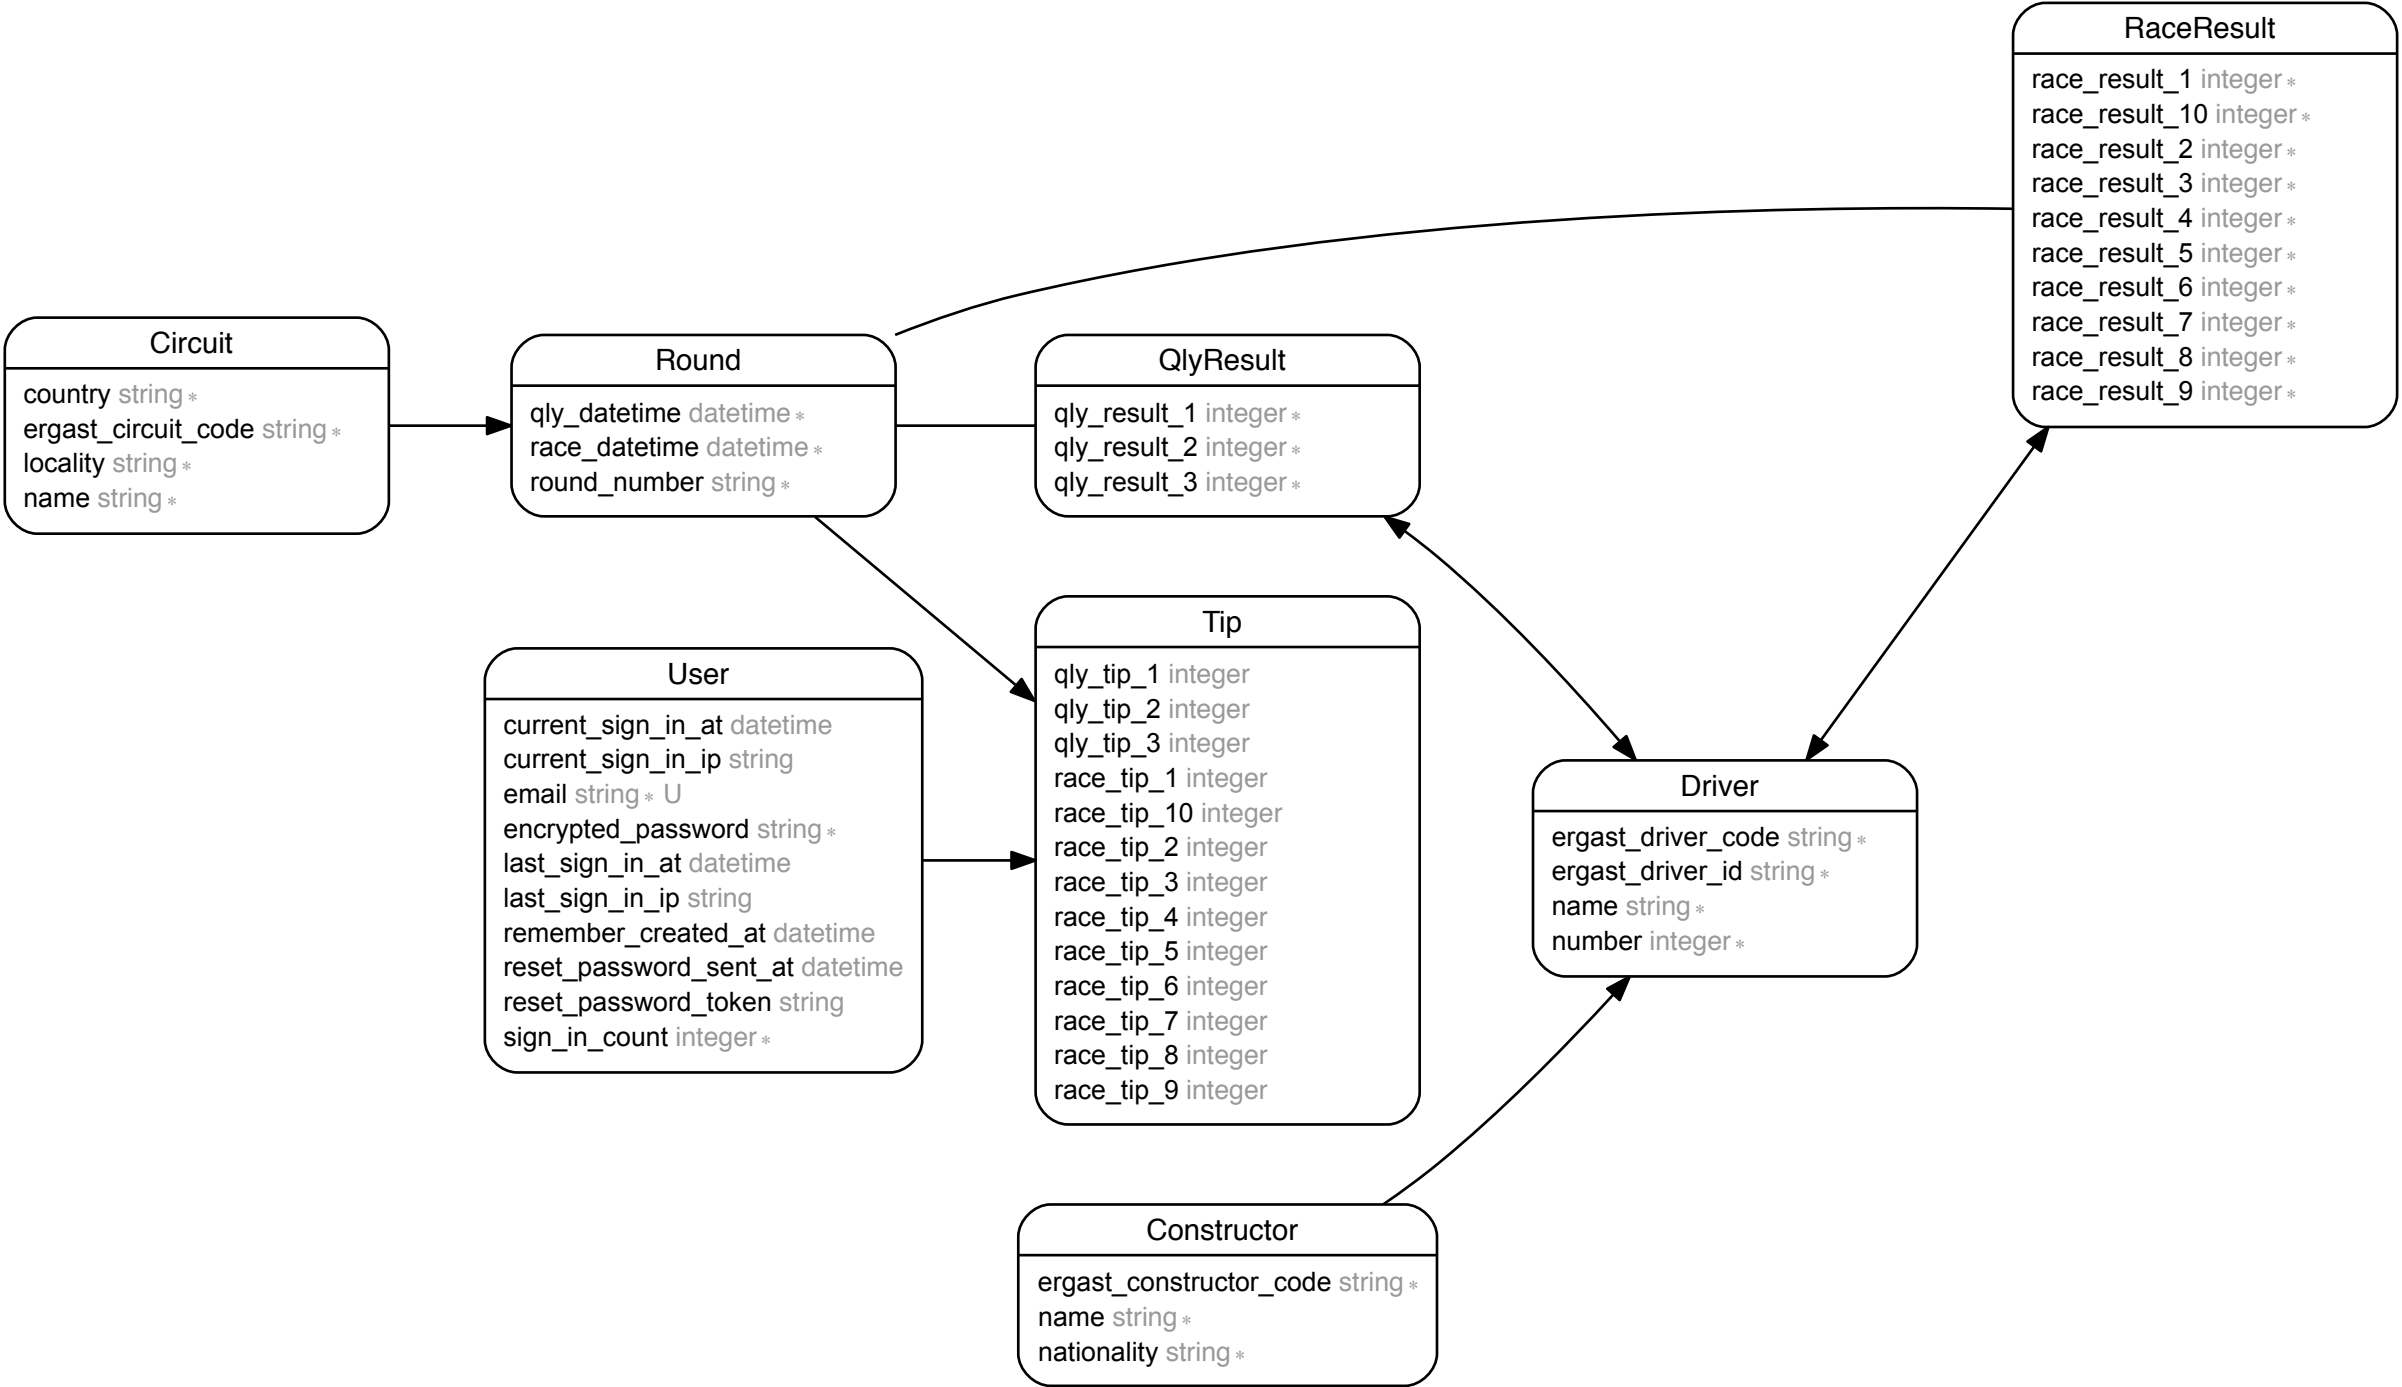 RaceResult
race_result_1 integer *
race_result_10 integer *
race_result_2 integer *
race_result_3 integer *
race_result_4 integer *
race_result_5 integer *
race_result_6 integer *
race_result_7 integer *
race_result_8 integer *
race_result_9 integer *
Circuit
country string *
ergast_circuit_code string *
locality string *
name string *
Round
qly_datetime datetime *
race_datetime datetime *
round_number string *
QlyResult
qly_result_1 integer *
qly_result_2 integer *
qly_result_3 integer *
User
current_sign_in_at datetime
current_sign_in_ip string
email string * U
encrypted_password string *
last_sign_in_at datetime
last_sign_in_ip string
remember_created_at datetime
reset_password_sent_at datetime
reset_password_token string
sign_in_count integer *
Tip
qly_tip_1 integer
qly_tip_2 integer
qly_tip_3 integer
race_tip_1 integer
race_tip_10 integer
race_tip_2 integer
race_tip_3 integer
race_tip_4 integer
race_tip_5 integer
race_tip_6 integer
race_tip_7 integer
race_tip_8 integer
race_tip_9 integer
Driver
ergast_driver_code string *
ergast_driver_id string *
name string *
number integer *
Constructor
ergast_constructor_code string *
name string *
nationality string *